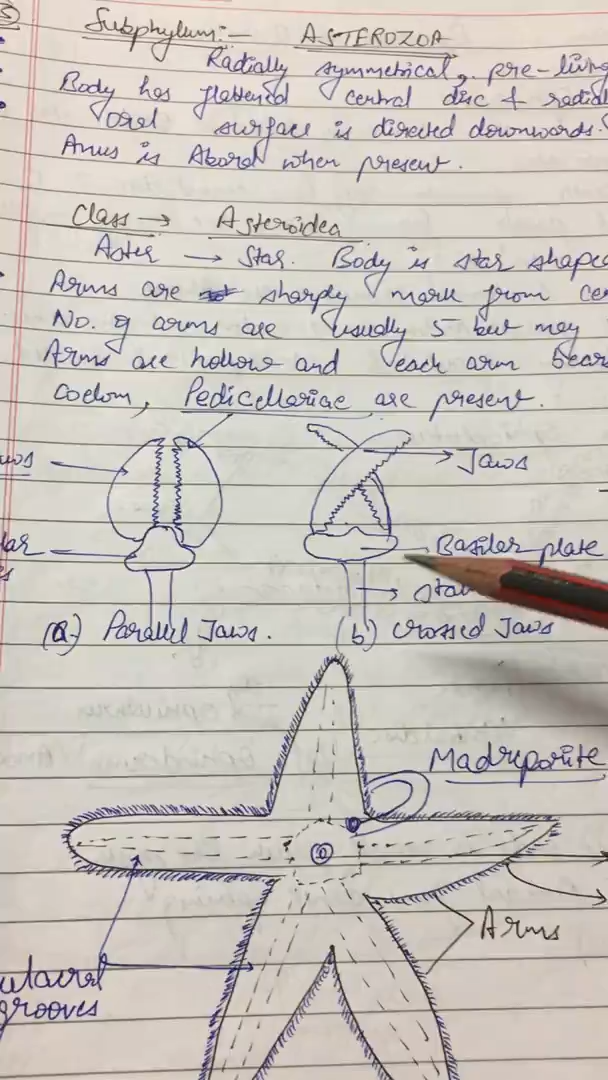 Subphylum:- ASTEROZOA
Radially symmetrical, pre-living
Body has flattened central disc & radial
oral surface is directed downwards.
Anus is Aboral when present.
Class → Asteroidea
Aster → Star. Body is star shape
Arms are sharply mark from cen
No. of arms are usually 5 but may
Arms are hollow and each arm bear
Coelom, Pedicellariae are present.
Jaws
Basiler plate
(a) Parallel Jaws.
(b) Crossed Jaws
Madreporite
Arms
grooves